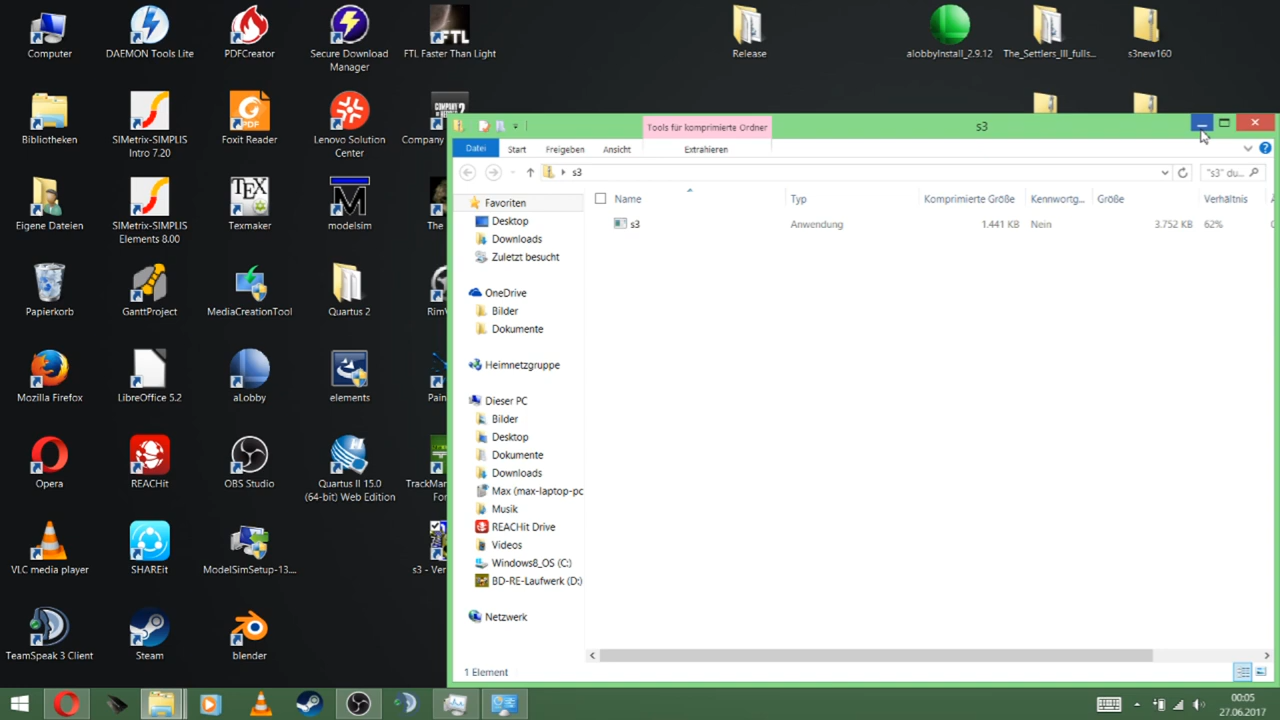 Computer
DAEMON Tools Lite
PDFCreator
Secure Download
Manager
FTL Faster Than Light
Release
alobbyInstall_2.9.12
The_Settlers_III_fulls...
s3new160
Bibliotheken
SIMetrix-SIMPLIS
Intro 7.20
Foxit Reader
Lenovo Solution
Center
Company
Eigene Dateien
SIMetrix-SIMPLIS
Elements 8.00
Texmaker
modelsim
The
Papierkorb
GanttProject
MediaCreationTool
Quartus 2
Mozilla Firefox
LibreOffice 5.2
aLobby
elements
Opera
REACHit
OBS Studio
Quartus II 15.0
(64-bit) Web Edition
TrackMar
For
VLC media player
SHAREit
ModelSimSetup-13...
s3 - Ver
TeamSpeak 3 Client
Steam
blender
Tools für komprimierte Ordner
s3
Datei
Start
Freigeben
Ansicht
Extrahieren
s3
"s3" du...
Favoriten
Desktop
Downloads
Zuletzt besucht
OneDrive
Bilder
Dokumente
Heimnetzgruppe
Dieser PC
Bilder
Desktop
Dokumente
Downloads
Max (max-laptop-pc
Musik
REACHit Drive
Videos
Windows8_OS (C:)
BD-RE-Laufwerk (D:)
Netzwerk
Name
Typ
Komprimierte Größe
Kennwortg...
Größe
Verhältnis
s3
Anwendung
1.441 KB
Nein
3.752 KB
62%
1 Element
00:05
27.06.2017